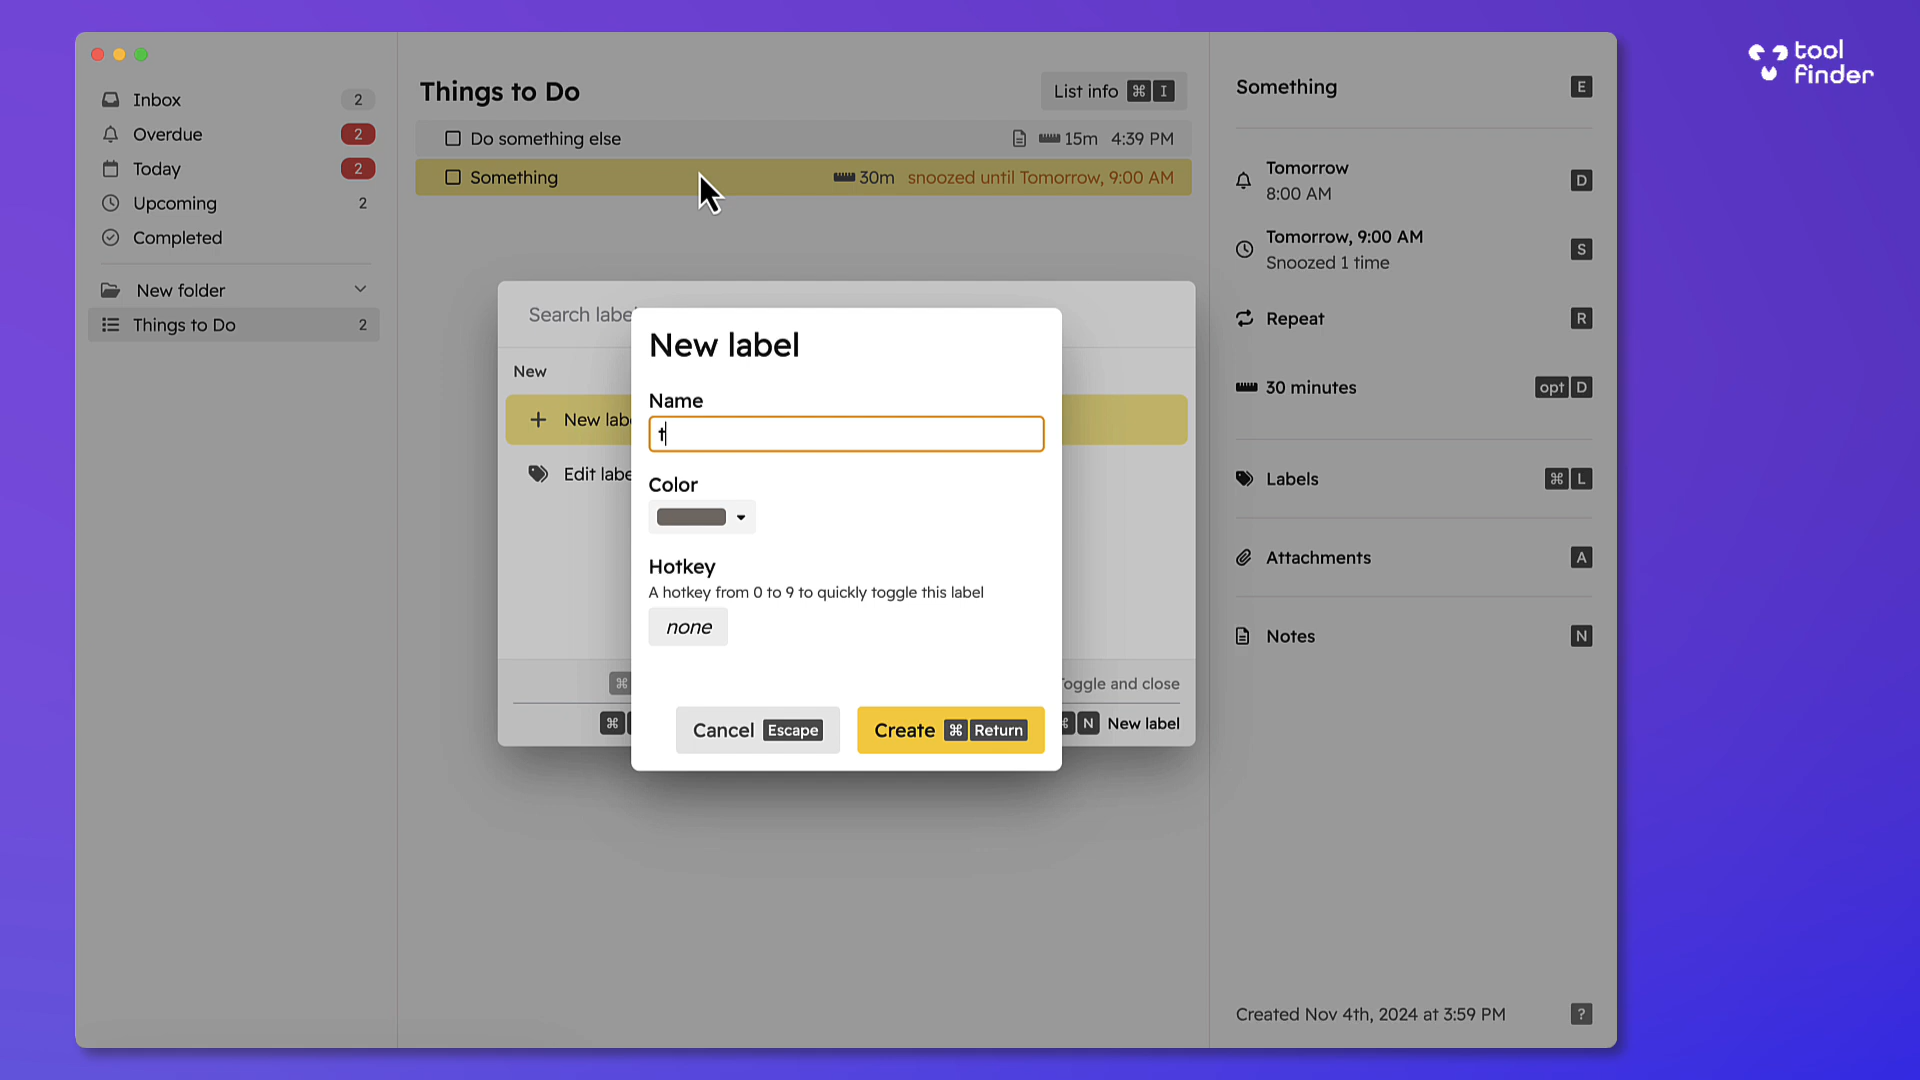 tool
finder
Inbox 2
Overdue 2
Today 2
Upcoming 2
Completed
New folder
Things to Do 2
Things to Do
List info ⌘ I
Do something else 15m 4:39 PM
Something 30m snoozed until Tomorrow, 9:00 AM
Search labe
New
+ New lab
Edit labe
⌘
Toggle and close
⌘
⌘ N New label
New label
Name
t
Color
Hotkey
A hotkey from 0 to 9 to quickly toggle this label
none
Cancel Escape
Create ⌘ Return
Something E
Tomorrow
8:00 AM D
Tomorrow, 9:00 AM
Snoozed 1 time S
Repeat R
30 minutes opt D
Labels ⌘ L
Attachments A
Notes N
Created Nov 4th, 2024 at 3:59 PM ?